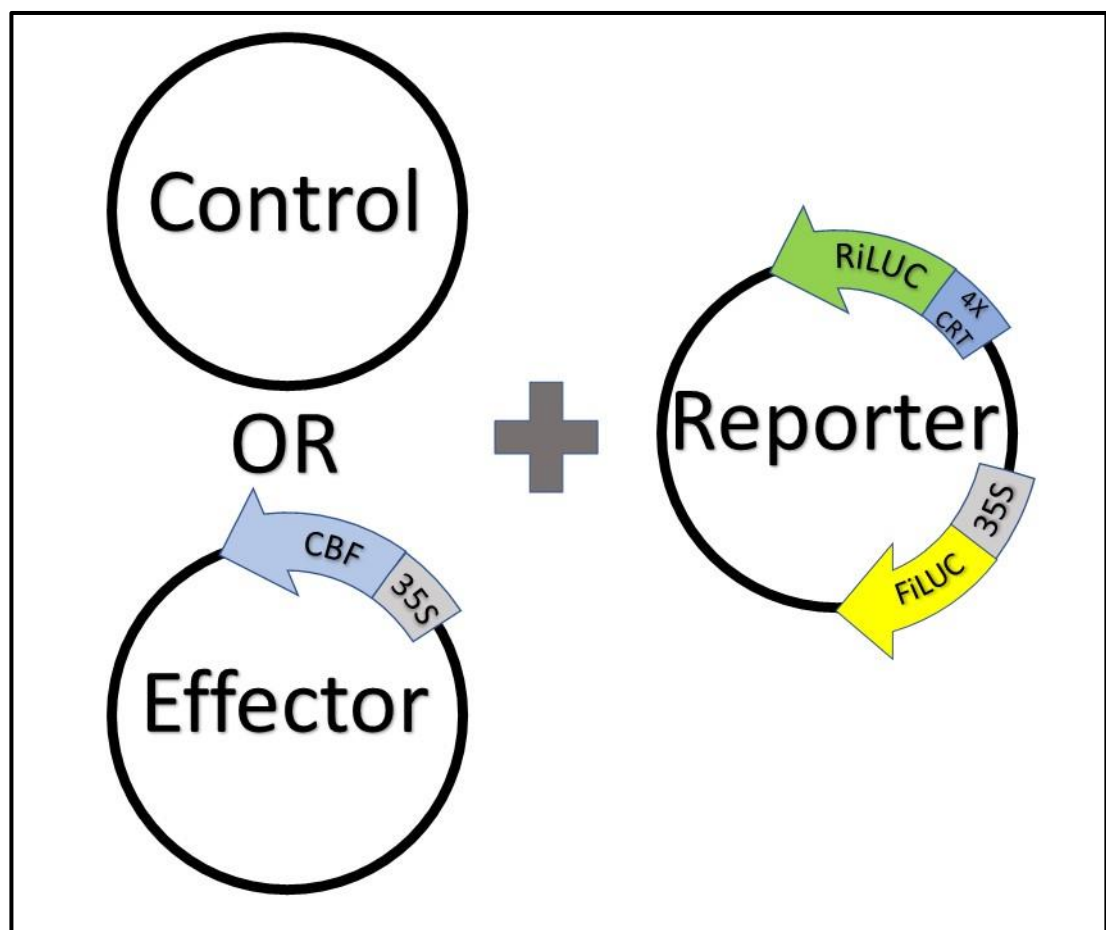 Control
OR
CBF
35S
Effector
RiLUC
4X
CRT
Reporter
35S
FiLUC